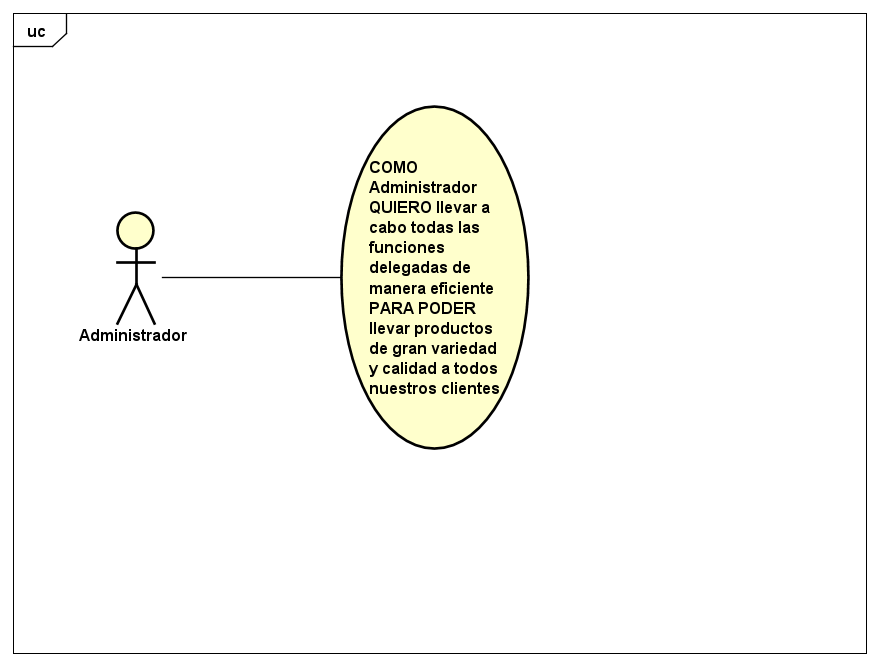 uc
COMO
Administrador
QUIERO llevar a
cabo todas las
funciones
delegadas de
manera eficiente
PARA PODER
llevar productos
de gran variedad
y calidad a todos
nuestros clientes
Administrador